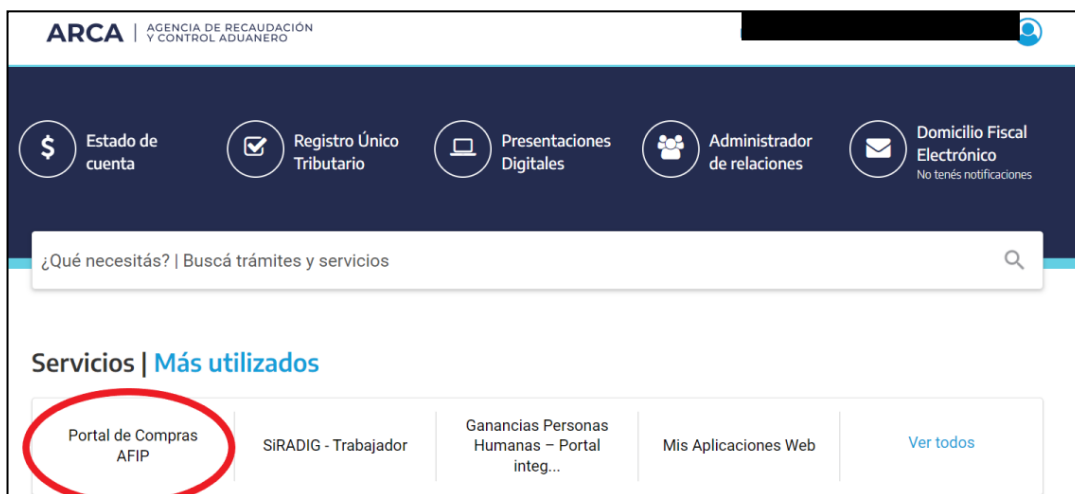 ARCA | AGENCIA DE RECAUDACIÓN
Y CONTROL ADUANERO
Estado de
cuenta
Registro Único
Tributario
Presentaciones
Digitales
Administrador
de relaciones
Domicilio Fiscal
Electrónico
No tenés notificaciones
¿Qué necesitás? | Buscá trámites y servicios
Servicios | Más utilizados
Portal de Compras
AFIP
SiRADIG - Trabajador
Ganancias Personas
Humanas – Portal
integ...
Mis Aplicaciones Web
Ver todos